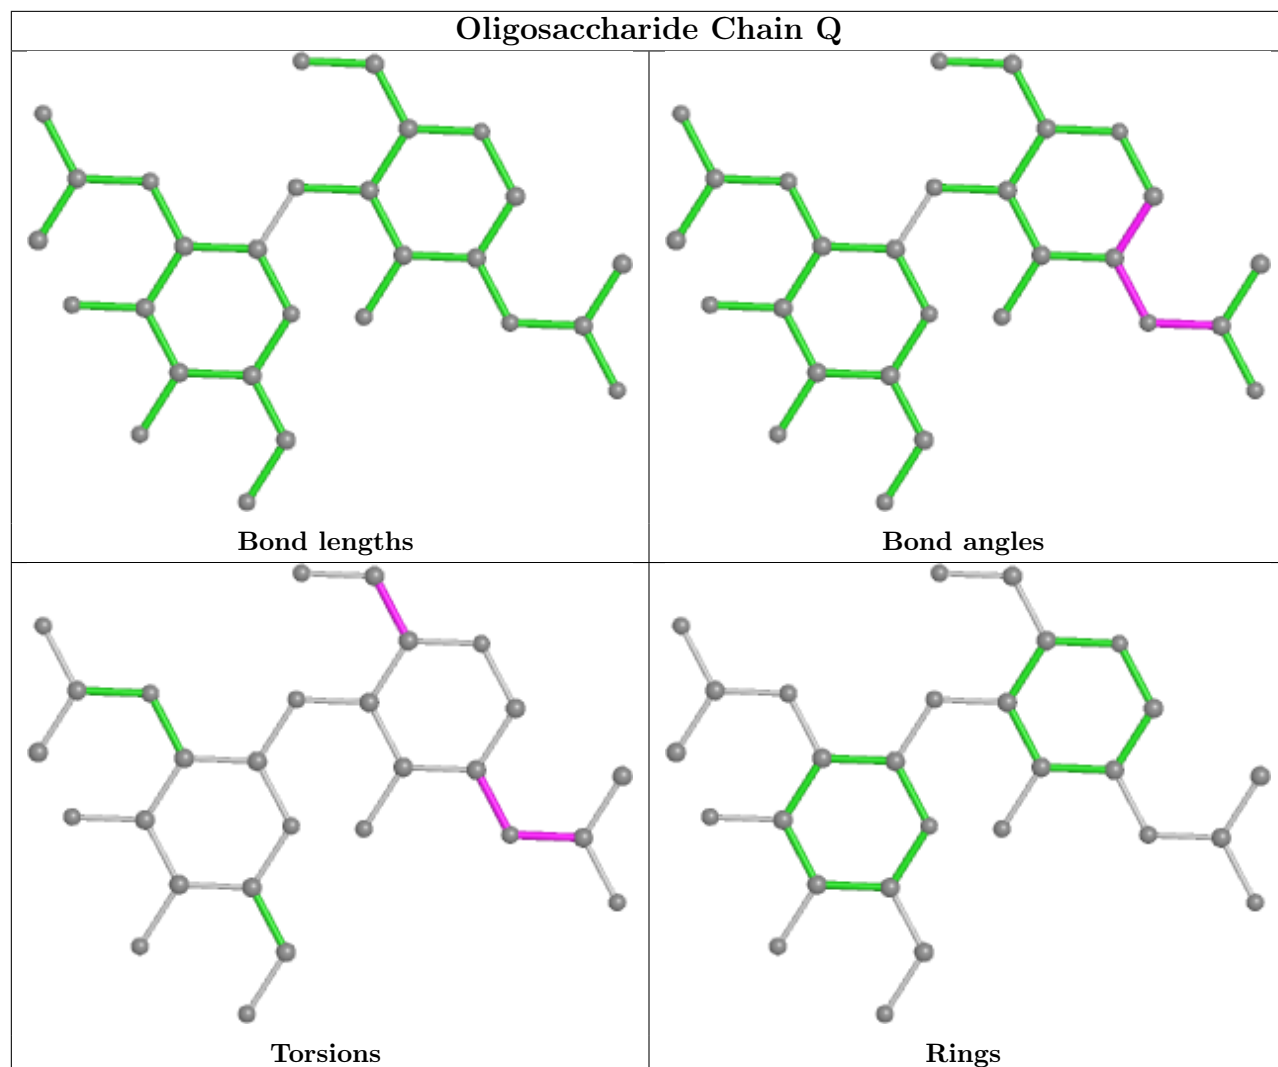 Oligosaccharide Chain Q
Bond lengths
Bond angles
Torsions
Rings